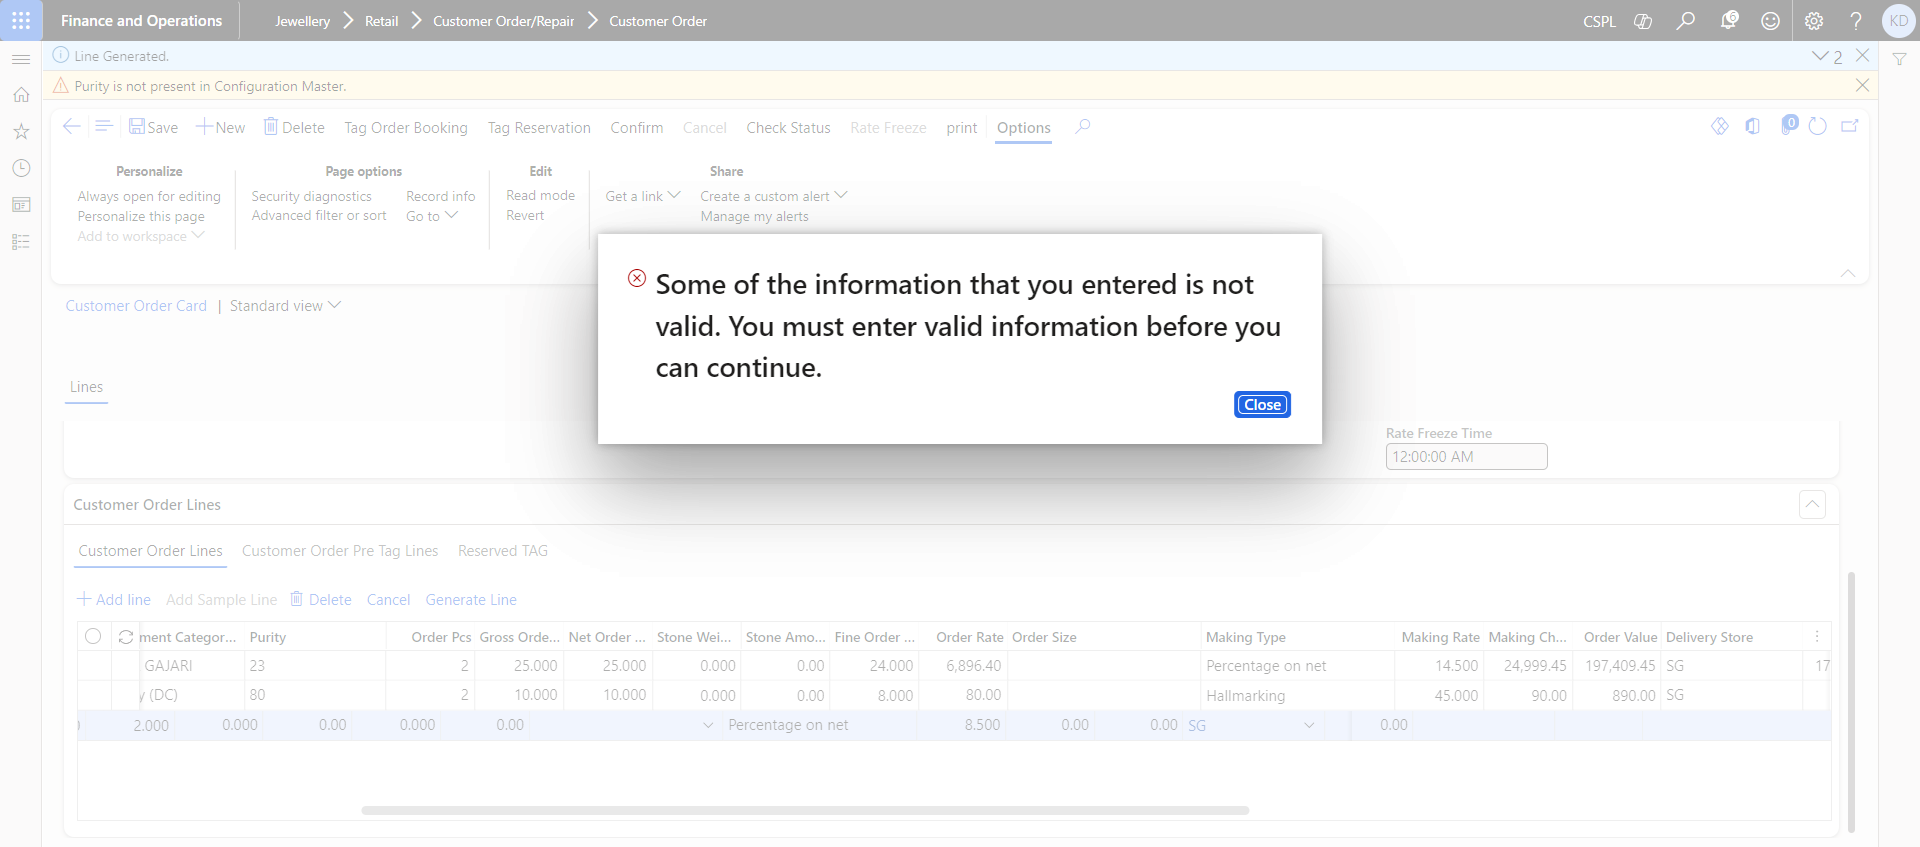 Finance and Operations
Jewellery > Retail > Customer Order/Repair > Customer Order
CSPL
6
KD
Line Generated.
2
Purity is not present in Configuration Master.
Save New Delete Tag Order Booking Tag Reservation Confirm Cancel Check Status Rate Freeze print Options
0
Personalize
Always open for editing
Personalize this page
Add to workspace
Page options
Security diagnostics
Advanced filter or sort
Record info
Go to
Edit
Read mode
Revert
Share
Get a link
Create a custom alert
Manage my alerts
Some of the information that you entered is not
valid. You must enter valid information before you
can continue.
Close
Customer Order Card | Standard view
Lines
Rate Freeze Time
12:00:00 AM
Customer Order Lines
Customer Order Lines Customer Order Pre Tag Lines Reserved TAG
Add line Add Sample Line Delete Cancel Generate Line
ment Categor... Purity Order Pcs Gross Orde... Net Order ... Stone Wei... Stone Amo... Fine Order ... Order Rate Order Size Making Type Making Rate Making Ch... Order Value Delivery Store
GAJARI 23 2 25.000 25.000 0.000 0.00 24.000 6,896.40 Percentage on net 14.500 24,999.45 197,409.45 SG 17
y (DC) 80 2 10.000 10.000 0.000 0.00 8.000 80.00 Hallmarking 45.000 90.00 890.00 SG
2.000 0.000 0.00 0.000 0.00 Percentage on net 8.500 0.00 0.00 SG 0.00